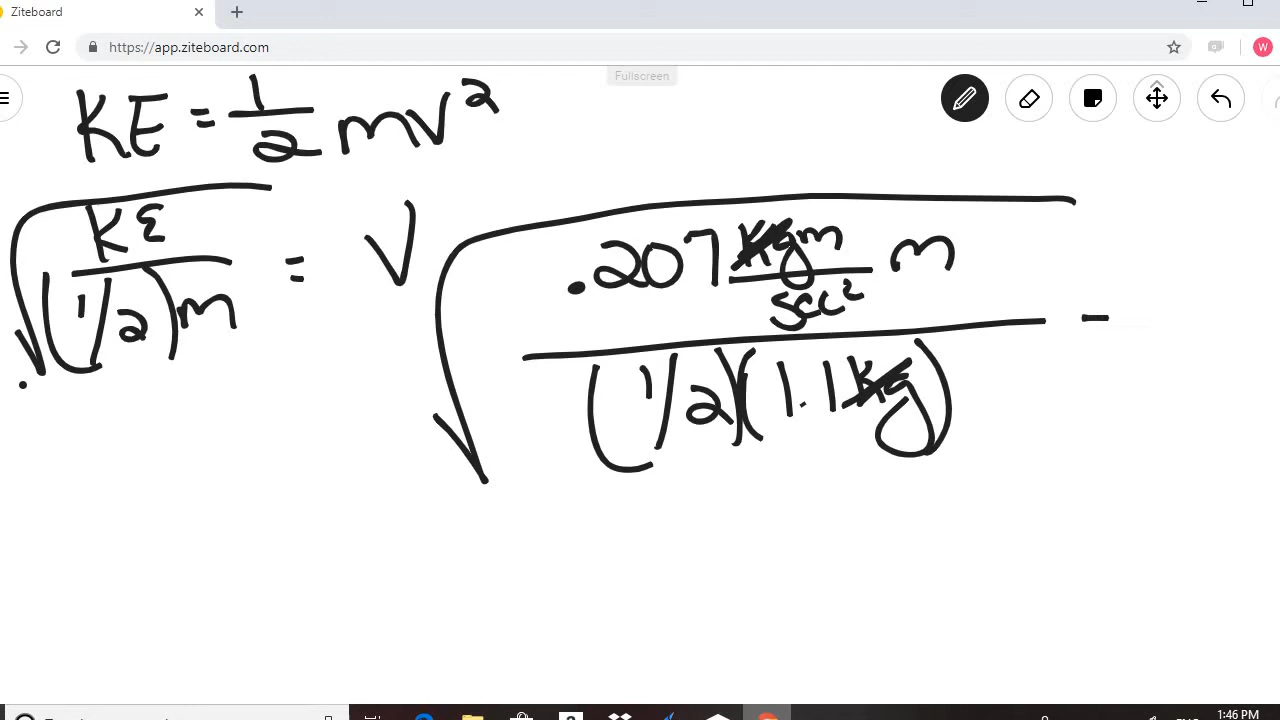 Ziteboard
https://app.ziteboard.com
W
Fullscreen
KE = 1/2 mv²
√(KE/((1/2)m)) = V
√(.207 (kgm/sec²) m/((1/2)(1.1 kg))) -
1:46 PM